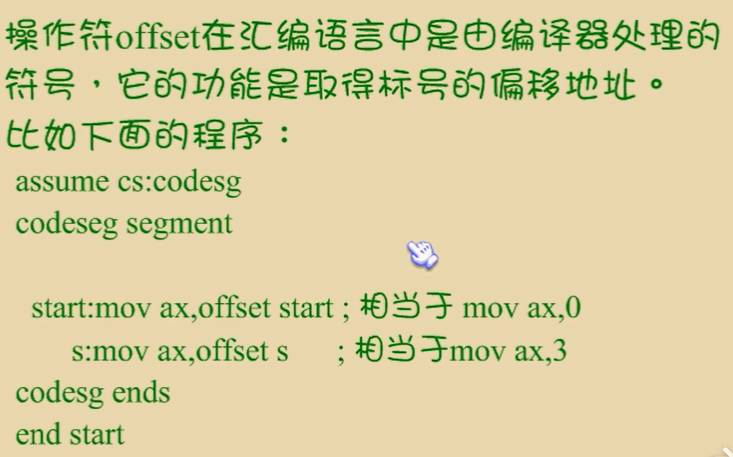 操作符offset在汇编语言中是由编译器处理的
符号，它的功能是取得标号的偏移地址。
比如下面的程序：
assume cs:codesg
codeseg segment
start:mov ax,offset start ; 相当于 mov ax,0
s:mov ax,offset s ; 相当于mov ax,3
codesg ends
end start